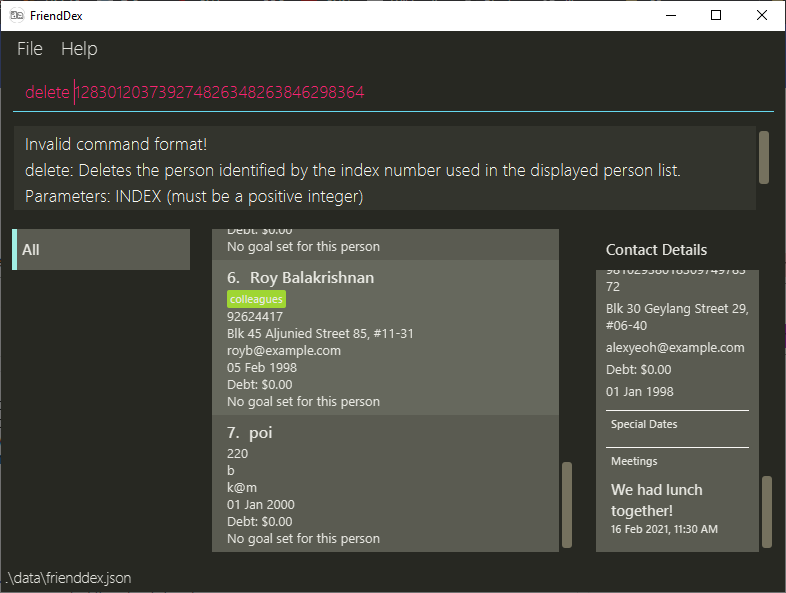 FriendDex
File Help
delete 128301203739274826348263846298364
Invalid command format!
delete: Deletes the person identified by the index number used in the displayed person list.
Parameters: INDEX (must be a positive integer)
All
Debt: $0.00
No goal set for this person
6. Roy Balakrishnan
colleagues
92624417
Blk 45 Aljunied Street 85, #11-31
royb@example.com
05 Feb 1998
Debt: $0.00
No goal set for this person
7. poi
220
b
k@m
01 Jan 2000
Debt: $0.00
No goal set for this person
Contact Details
72
Blk 30 Geylang Street 29,
#06-40
alexyeoh@example.com
Debt: $0.00
01 Jan 1998
Special Dates
Meetings
We had lunch
together!
16 Feb 2021, 11:30 AM
.\data\frienddex.json